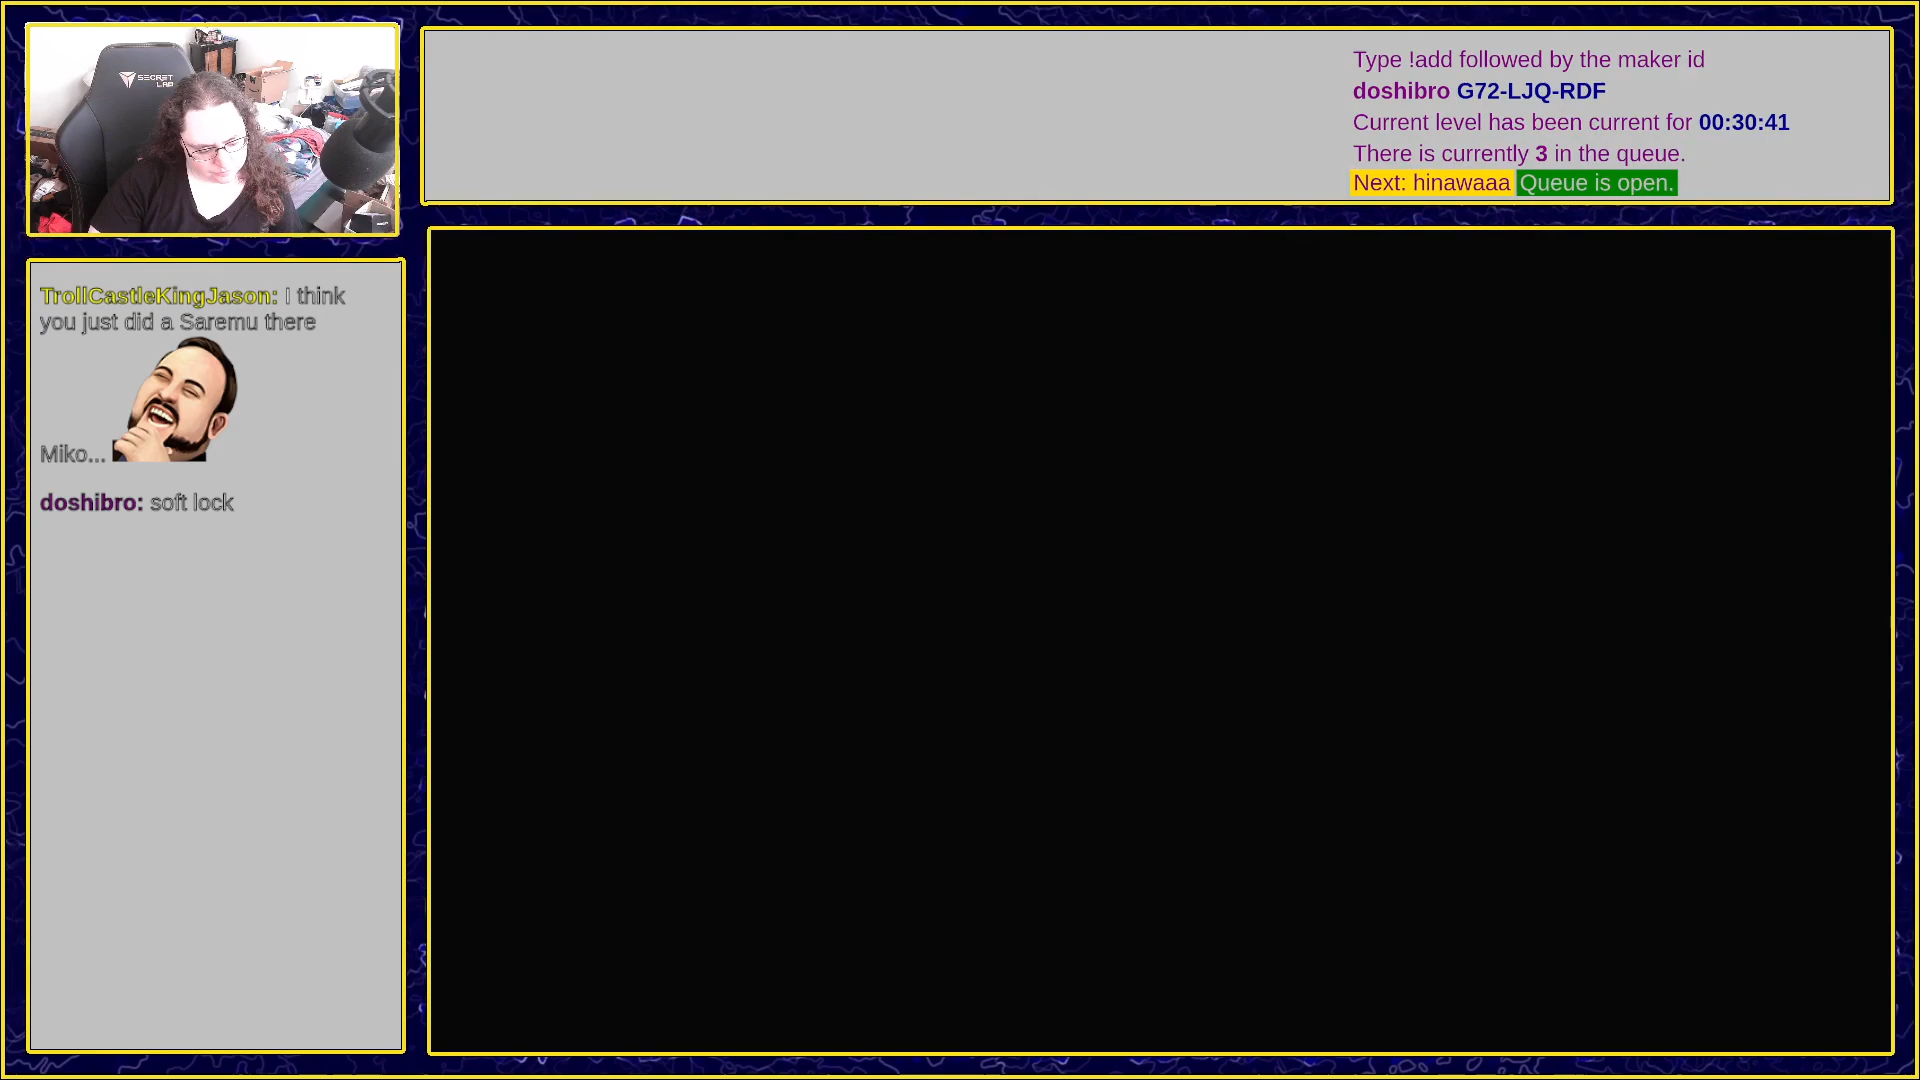 SECRET
LAB
Type !add followed by the maker id
doshibro G72-LJQ-RDF
Current level has been current for 00:30:41
There is currently 3 in the queue.
Next: hinawaaa Queue is open.
TrollCastleKingJason: I think
you just did a Saremu there
Miko...
doshibro: soft lock